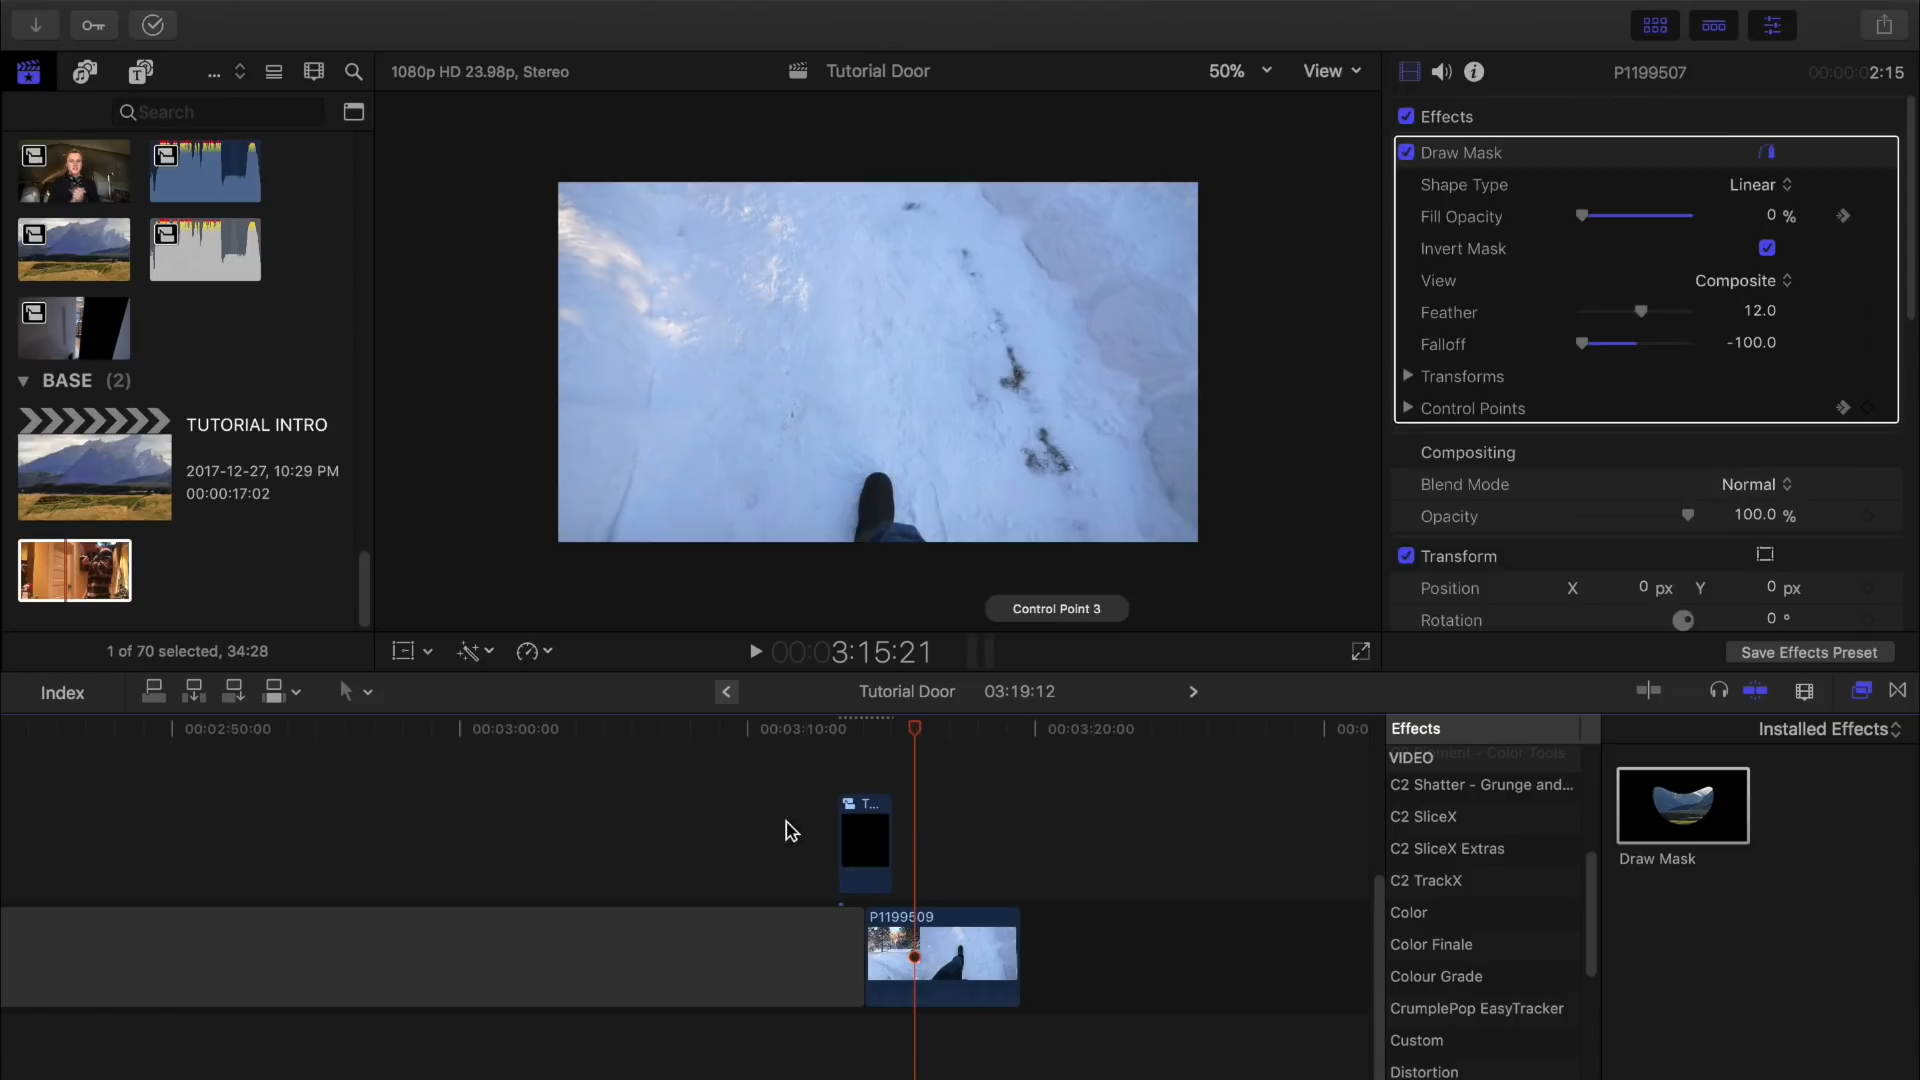 1080p HD 23.98p, Stereo
Tutorial Door
50%
View
P1199507
00:00:02:15
Search
Effects
Draw Mask
Shape Type
Linear
Fill Opacity
0 %
Invert Mask
View
Composite
Feather
12.0
Falloff
-100.0
Transforms
Control Points
BASE (2)
TUTORIAL INTRO
2017-12-27, 10:29 PM
00:00:17:02
Compositing
Blend Mode
Normal
Opacity
100.0 %
Transform
Position
X
0 px
Y
0 px
Rotation
0 °
Control Point 3
1 of 70 selected, 34:28
00:03:15:21
Save Effects Preset
Index
Tutorial Door
03:19:12
00:02:50:00
00:03:00:00
00:03:10:00
00:03:20:00
00:0
Effects
Installed Effects
VIDEO
C2 Shatter - Grunge and...
C2 SliceX
C2 SliceX Extras
C2 TrackX
Color
Color Finale
Colour Grade
CrumplePop EasyTracker
Custom
Distortion
Draw Mask
T...
P1199509